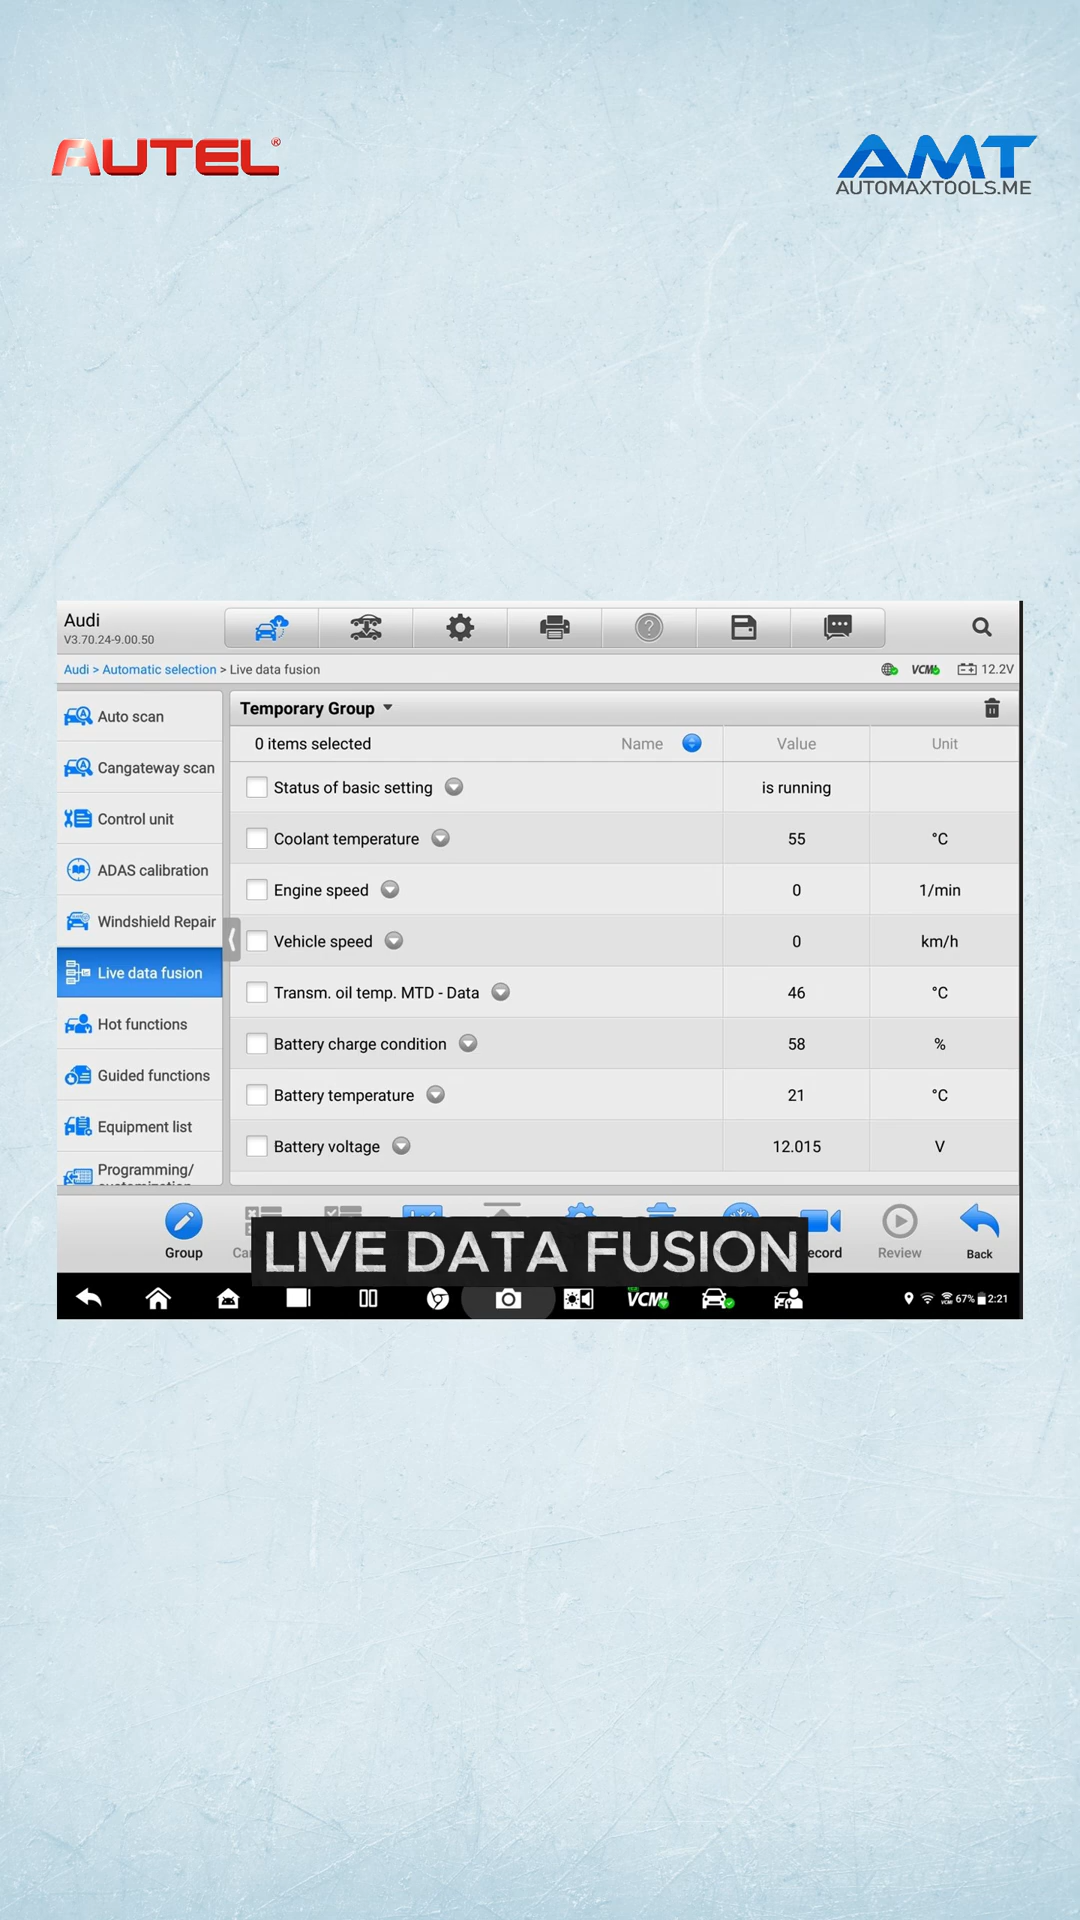 AUTEL®
AMT
AUTOMAXTOOLS.ME
Audi
V3.70.24-9.00.50
Audi > Automatic selection > Live data fusion
VCMI
12.2V
Auto scan
Cangateway scan
Control unit
ADAS calibration
Windshield Repair
Live data fusion
Hot functions
Guided functions
Equipment list
Programming/
Temporary Group
0 items selected Name Value Unit
Status of basic setting is running
Coolant temperature 55 °C
Engine speed 0 1/min
Vehicle speed 0 km/h
Transm. oil temp. MTD - Data 46 °C
Battery charge condition 58 %
Battery temperature 21 °C
Battery voltage 12.015 V
Group
Review
Back
LIVE DATA FUSION
VCMI
67% 2:21